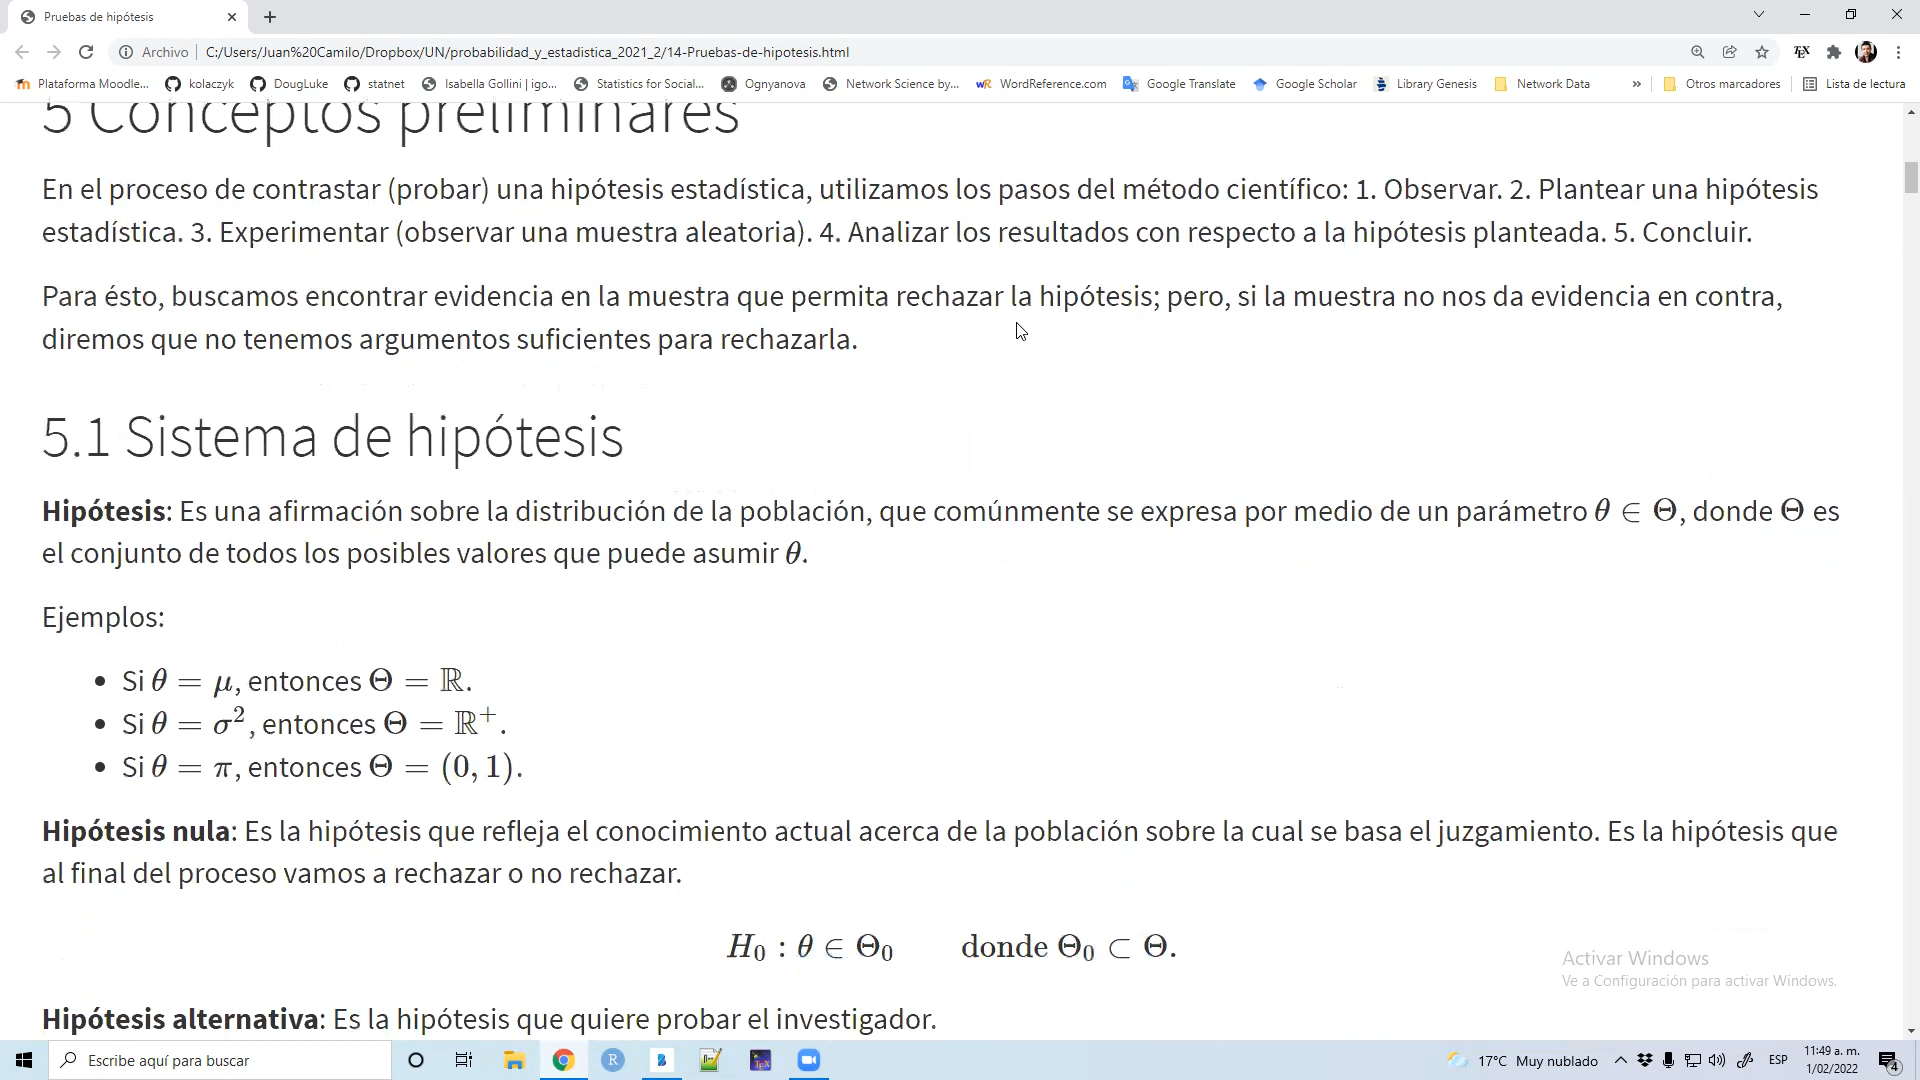 Pruebas de hipótesis
Archivo C:/Users/Juan%20Camilo/Dropbox/UN/probabilidad_y_estadistica_2021_2/14-Pruebas-de-hipotesis.html
Plataforma Moodle... kolaczyk DougLuke statnet Isabella Gollini | igo... Statistics for Social... Ognyanova Network Science by... WordReference.com Google Translate Google Scholar Library Genesis Network Data » Otros marcadores Lista de lectura
5 Conceptos preliminares
En el proceso de contrastar (probar) una hipótesis estadística, utilizamos los pasos del método científico: 1. Observar. 2. Plantear una hipótesis
estadística. 3. Experimentar (observar una muestra aleatoria). 4. Analizar los resultados con respecto a la hipótesis planteada. 5. Concluir.
Para ésto, buscamos encontrar evidencia en la muestra que permita rechazar la hipótesis; pero, si la muestra no nos da evidencia en contra,
diremos que no tenemos argumentos suficientes para rechazarla.
5.1 Sistema de hipótesis
Hipótesis: Es una afirmación sobre la distribución de la población, que comúnmente se expresa por medio de un parámetro θ ∈ Θ, donde Θ es
el conjunto de todos los posibles valores que puede asumir θ.
Ejemplos:
• Si θ = μ, entonces Θ = ℝ.
• Si θ = σ², entonces Θ = ℝ⁺.
• Si θ = π, entonces Θ = (0, 1).
Hipótesis nula: Es la hipótesis que refleja el conocimiento actual acerca de la población sobre la cual se basa el juzgamiento. Es la hipótesis que
al final del proceso vamos a rechazar o no rechazar.
H₀ : θ ∈ Θ₀ donde Θ₀ ⊂ Θ.
Activar Windows
Ve a Configuración para activar Windows.
Hipótesis alternativa: Es la hipótesis que quiere probar el investigador.
Escribe aquí para buscar
17°C Muy nublado
ESP
11:49 a. m.
1/02/2022
4